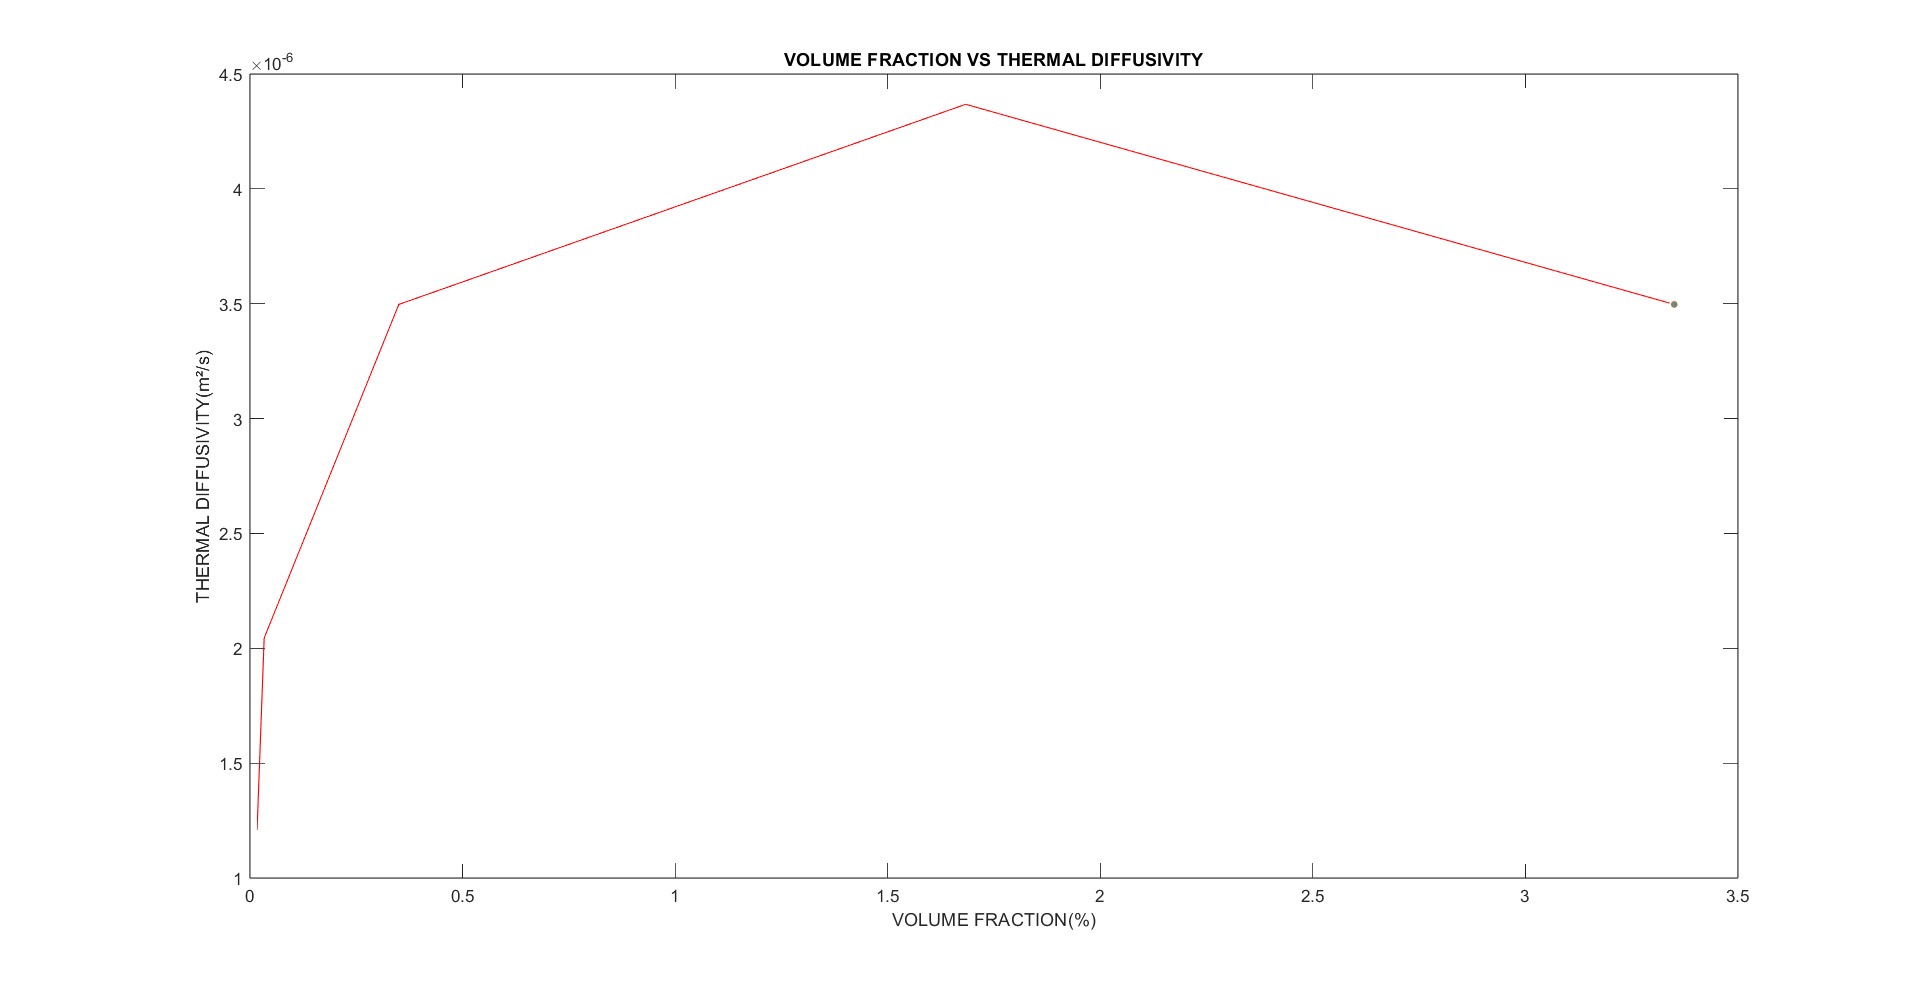 VOLUME FRACTION VS THERMAL DIFFUSIVITY
×10-6
4.5
4
3.5
3
2.5
2
1.5
1
THERMAL DIFFUSIVITY(m²/s)
0 0.5 1 1.5 2 2.5 3 3.5
VOLUME FRACTION(%)